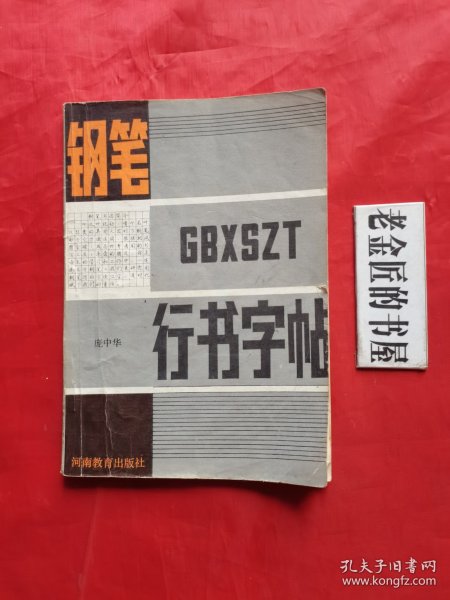 钢笔
GBXSZT
行书字帖
庞中华
河南教育出版社
老金匠的书屋
孔夫子旧书网
www.kongfz.com